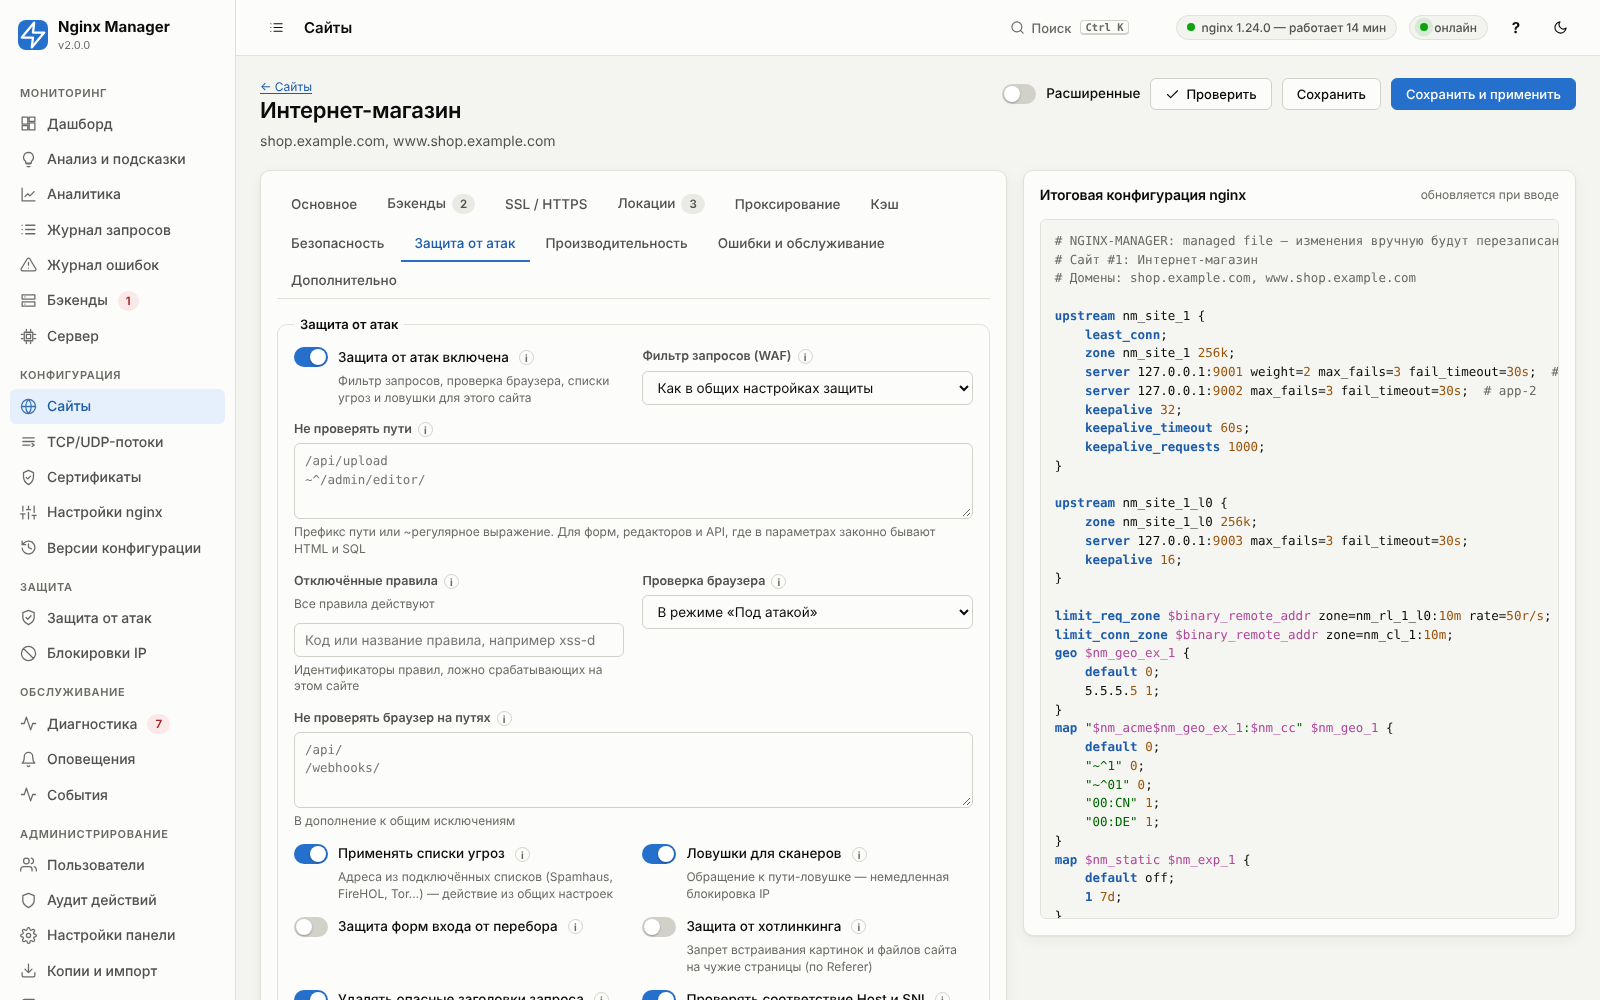 Nginx Manager
v2.0.0
МОНИТОРИНГ
Дашборд
Анализ и подсказки
Аналитика
Журнал запросов
Журнал ошибок
Бэкенды 1
Сервер
КОНФИГУРАЦИЯ
Сайты
TCP/UDP-потоки
Сертификаты
Настройки nginx
Версии конфигурации
ЗАЩИТА
Защита от атак
Блокировки IP
ОБСЛУЖИВАНИЕ
Диагностика 7
Оповещения
События
АДМИНИСТРИРОВАНИЕ
Пользователи
Аудит действий
Настройки панели
Копии и импорт
Сайты
Поиск Ctrl K
nginx 1.24.0 — работает 14 мин
онлайн
?
← Сайты
Интернет-магазин
shop.example.com, www.shop.example.com
Расширенные
Проверить
Сохранить
Сохранить и применить
Основное Бэкенды 2 SSL / HTTPS Локации 3 Проксирование Кэш
Безопасность Защита от атак Производительность Ошибки и обслуживание
Дополнительно
Защита от атак
Защита от атак включена
Фильтр запросов, проверка браузера, списки
угроз и ловушки для этого сайта
Фильтр запросов (WAF)
Как в общих настройках защиты
Не проверять пути
/api/upload
~^/admin/editor/
Префикс пути или ~регулярное выражение. Для форм, редакторов и API, где в параметрах законно бывают
HTML и SQL
Отключённые правила
Все правила действуют
Код или название правила, например xss-d
Идентификаторы правил, ложно срабатывающих на
этом сайте
Проверка браузера
В режиме «Под атакой»
Не проверять браузер на путях
/api/
/webhooks/
В дополнение к общим исключениям
Применять списки угроз
Адреса из подключённых списков (Spamhaus,
FireHOL, Tor…) — действие из общих настроек
Ловушки для сканеров
Обращение к пути-ловушке — немедленная
блокировка IP
Защита форм входа от перебора
Защита от хотлинкинга
Запрет встраивания картинок и файлов сайта
на чужие страницы (по Referer)
Удалять опасные заголовки запроса
Проверять соответствие Host и SNI
Итоговая конфигурация nginx
обновляется при вводе
# NGINX-MANAGER: managed file — изменения вручную будут перезаписан
# Сайт #1: Интернет-магазин
# Домены: shop.example.com, www.shop.example.com
upstream nm_site_1 {
least_conn;
zone nm_site_1 256k;
server 127.0.0.1:9001 weight=2 max_fails=3 fail_timeout=30s; #
server 127.0.0.1:9002 max_fails=3 fail_timeout=30s; # app-2
keepalive 32;
keepalive_timeout 60s;
keepalive_requests 1000;
}
upstream nm_site_1_l0 {
zone nm_site_1_l0 256k;
server 127.0.0.1:9003 max_fails=3 fail_timeout=30s;
keepalive 16;
}
limit_req_zone $binary_remote_addr zone=nm_rl_1_l0:10m rate=50r/s;
limit_conn_zone $binary_remote_addr zone=nm_cl_1:10m;
geo $nm_geo_ex_1 {
default 0;
5.5.5.5 1;
}
map "$nm_acme$nm_geo_ex_1:$nm_cc" $nm_geo_1 {
default 0;
"~^1" 0;
"~^01" 0;
"00:CN" 1;
"00:DE" 1;
}
map $nm_static $nm_exp_1 {
default off;
1 7d;
}